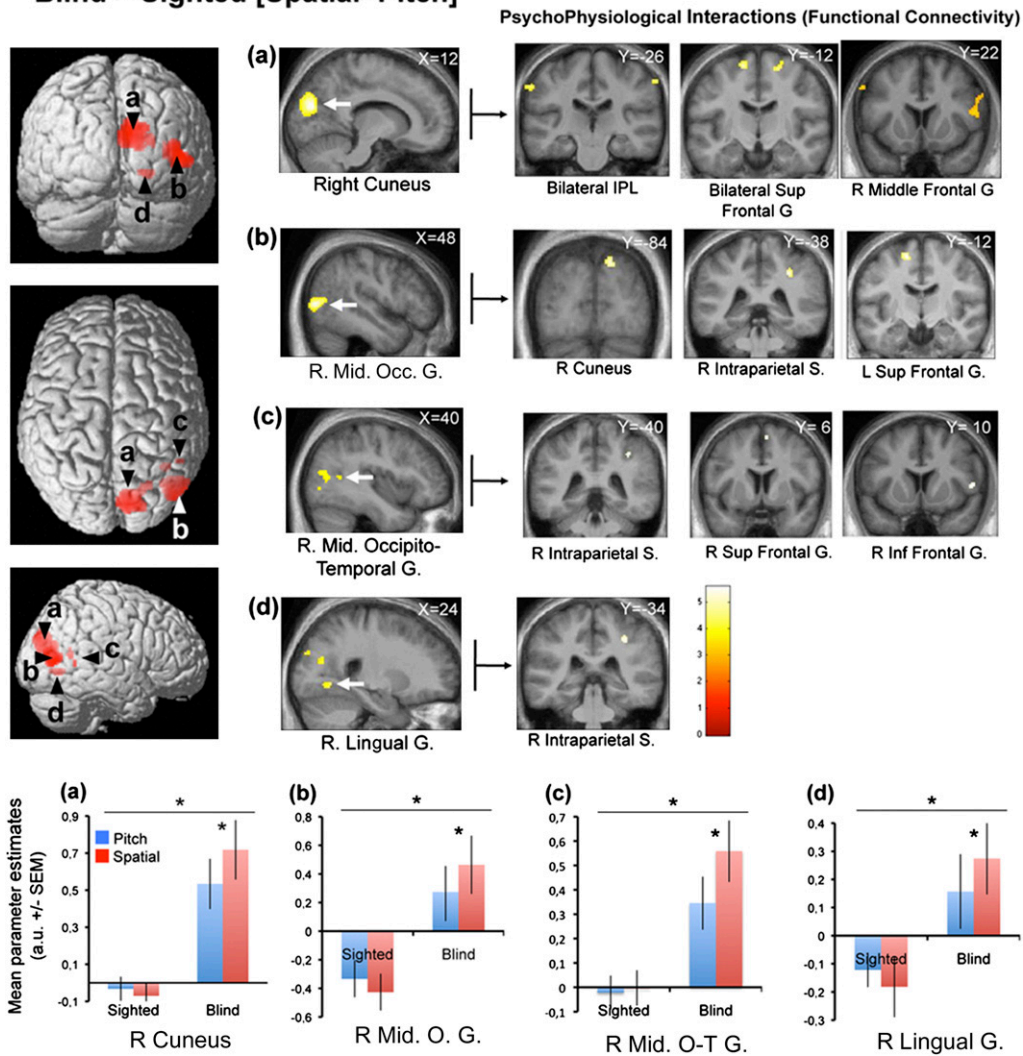 Blind > Sighted [Spatial>Pitch]
PsychoPhysiological Interactions (Functional Connectivity)
a
b
d
(a)
X=12
Right Cuneus
Y=-26
Bilateral IPL
Y=-12
Bilateral Sup
Frontal G
Y=22
R Middle Frontal G
(b)
X=48
R. Mid. Occ. G.
Y=-84
R Cuneus
Y=-38
R Intraparietal S.
Y=-12
L Sup Frontal G.
a
c
b
(c)
X=40
R. Mid. Occipito-
Temporal G.
Y=-40
R Intraparietal S.
Y= 6
R Sup Frontal G.
Y= 10
R Inf Frontal G.
a
b
c
d
(d)
X=24
R. Lingual G.
Y=-34
R Intraparietal S.
5
4
3
2
1
0
Mean parameter estimates
(a.u. +/- SEM)
(a)
*
*
0,9
0,7
0,5
0,3
0,1
-0,1
Pitch
Spatial
Sighted
Blind
R Cuneus
(b)
*
*
0,8
0,6
0,4
0,2
0
-0,2
-0,4
-0,6
Sighted
Blind
R Mid. O. G.
(c)
*
*
0,7
0,6
0,5
0,4
0,3
0,2
0,1
0
-0,1
Sighted
Blind
R Mid. O-T G.
(d)
*
*
0,4
0,3
0,2
0,1
0
-0,1
-0,2
-0,3
Sighted
Blind
R Lingual G.